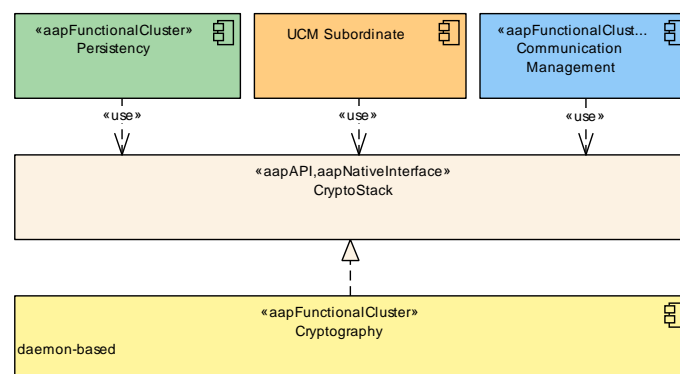 «aapFunctionalCluster»
Persistency
UCM Subordinate
«aapFunctionalClust...
Communication
Management
«use»
«use»
«use»
«aapAPI,aapNativeInterface»
CryptoStack
«aapFunctionalCluster»
Cryptography
daemon-based